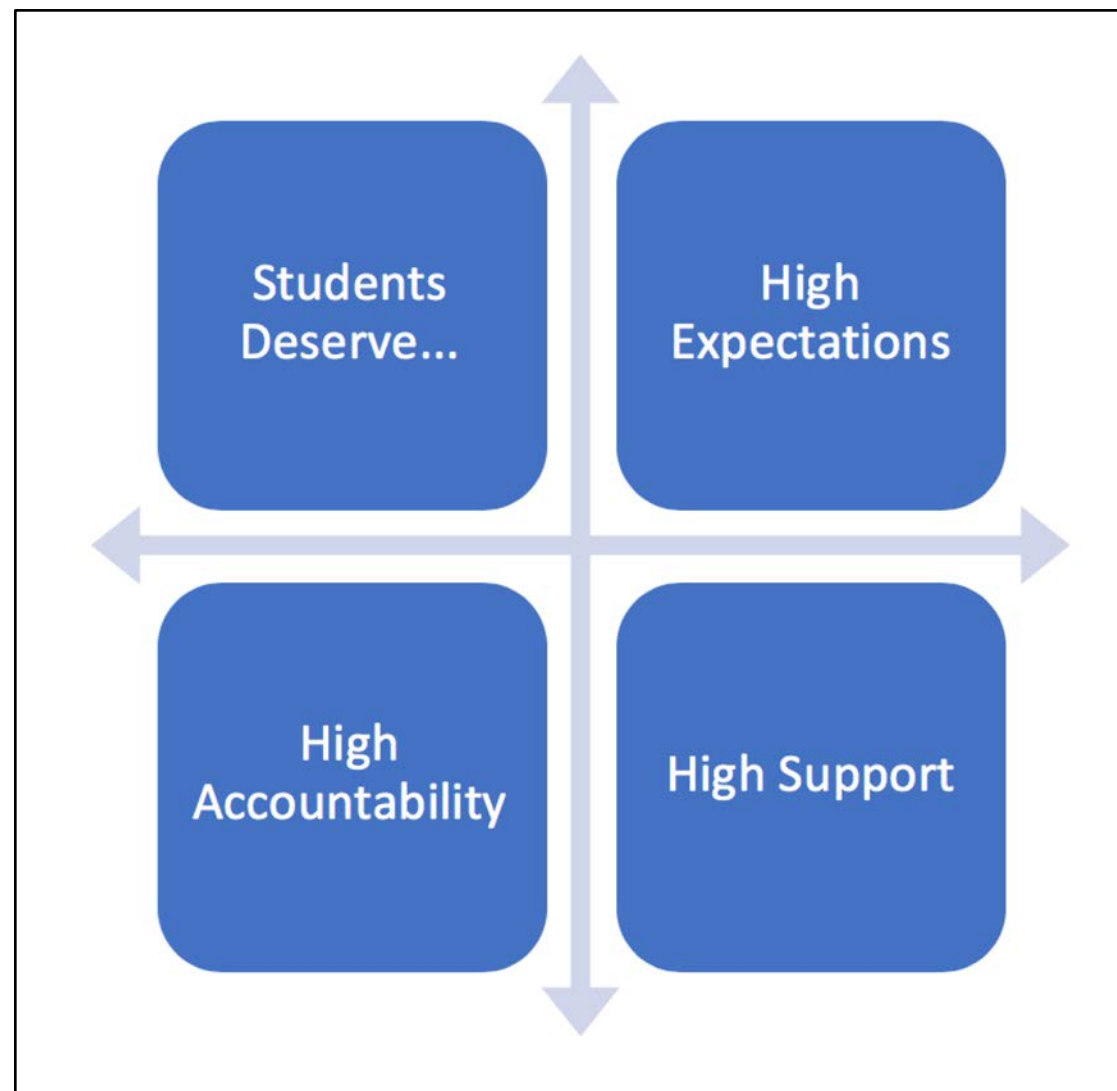 Students
Deserve...
High
Expectations
High
Accountability
High Support